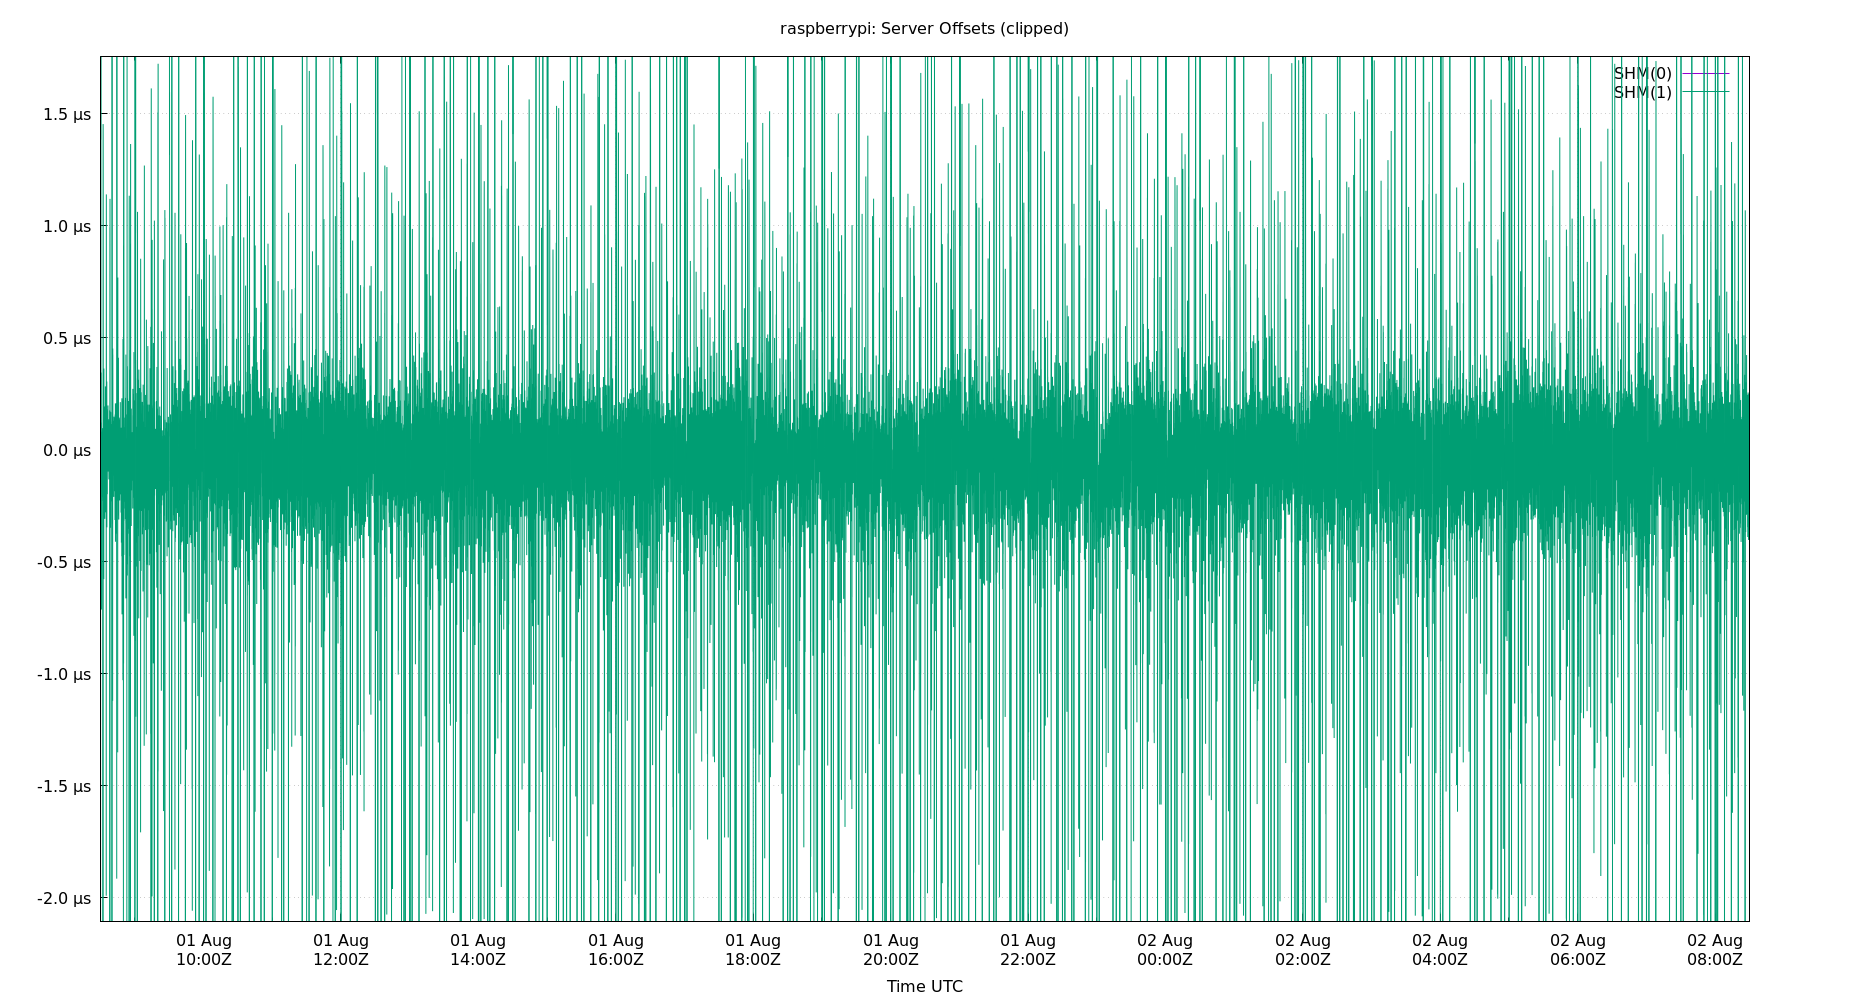 raspberrypi: Server Offsets (clipped)
SHM(0)
SHM(1)
1.5 µs
1.0 µs
0.5 µs
0.0 µs
-0.5 µs
-1.0 µs
-1.5 µs
-2.0 µs
01 Aug 01 Aug 01 Aug 01 Aug 01 Aug 01 Aug 01 Aug 02 Aug 02 Aug 02 Aug 02 Aug 02 Aug
10:00Z 12:00Z 14:00Z 16:00Z 18:00Z 20:00Z 22:00Z 00:00Z 02:00Z 04:00Z 06:00Z 08:00Z
Time UTC